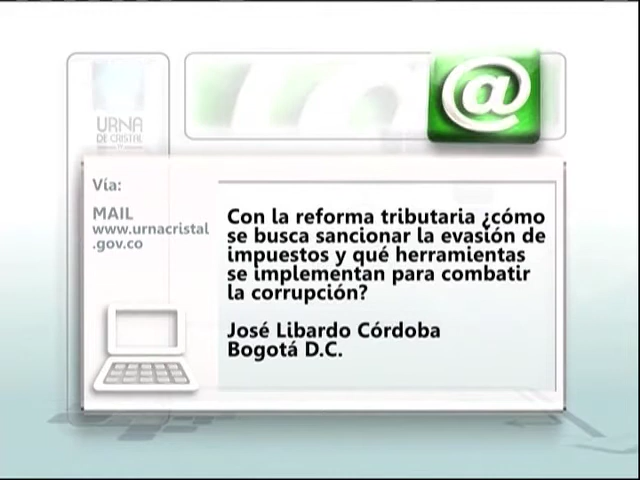 @
URNA
DE CRISTAL
Vía:
MAIL
www.urnacristal
.gov.co
Con la reforma tributaria ¿cómo
se busca sancionar la evasión de
impuestos y qué herramientas
se implementan para combatir
la corrupción?
José Libardo Córdoba
Bogotá D.C.